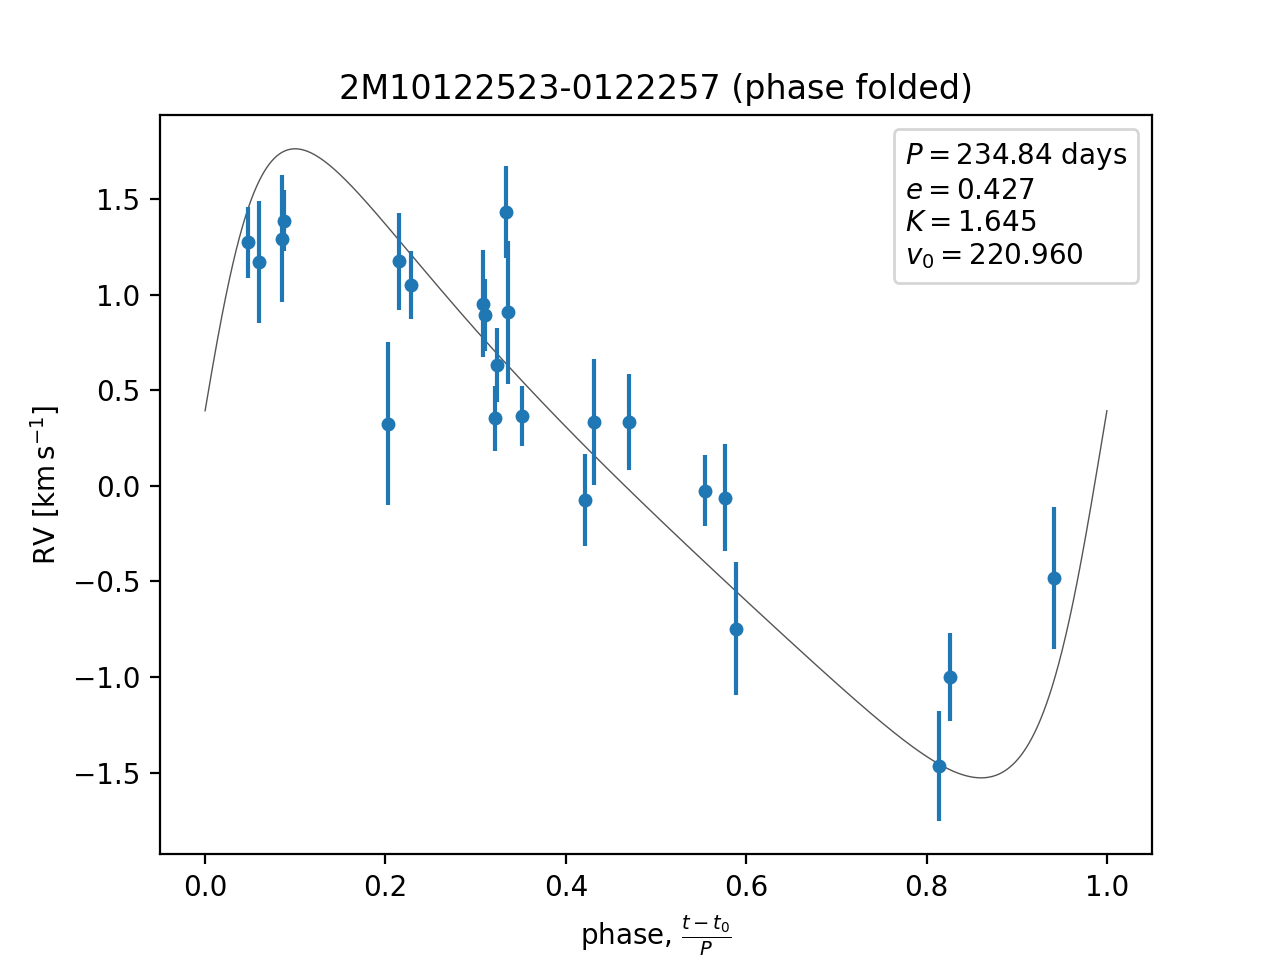 2M10122523-0122257 (phase folded)
P = 234.84 days
e = 0.427
K = 1.645
v₀ = 220.960
1.5
1.0
0.5
0.0
−0.5
−1.0
−1.5
RV [km s⁻¹]
0.0 0.2 0.4 0.6 0.8 1.0
phase, (t − t₀)/P